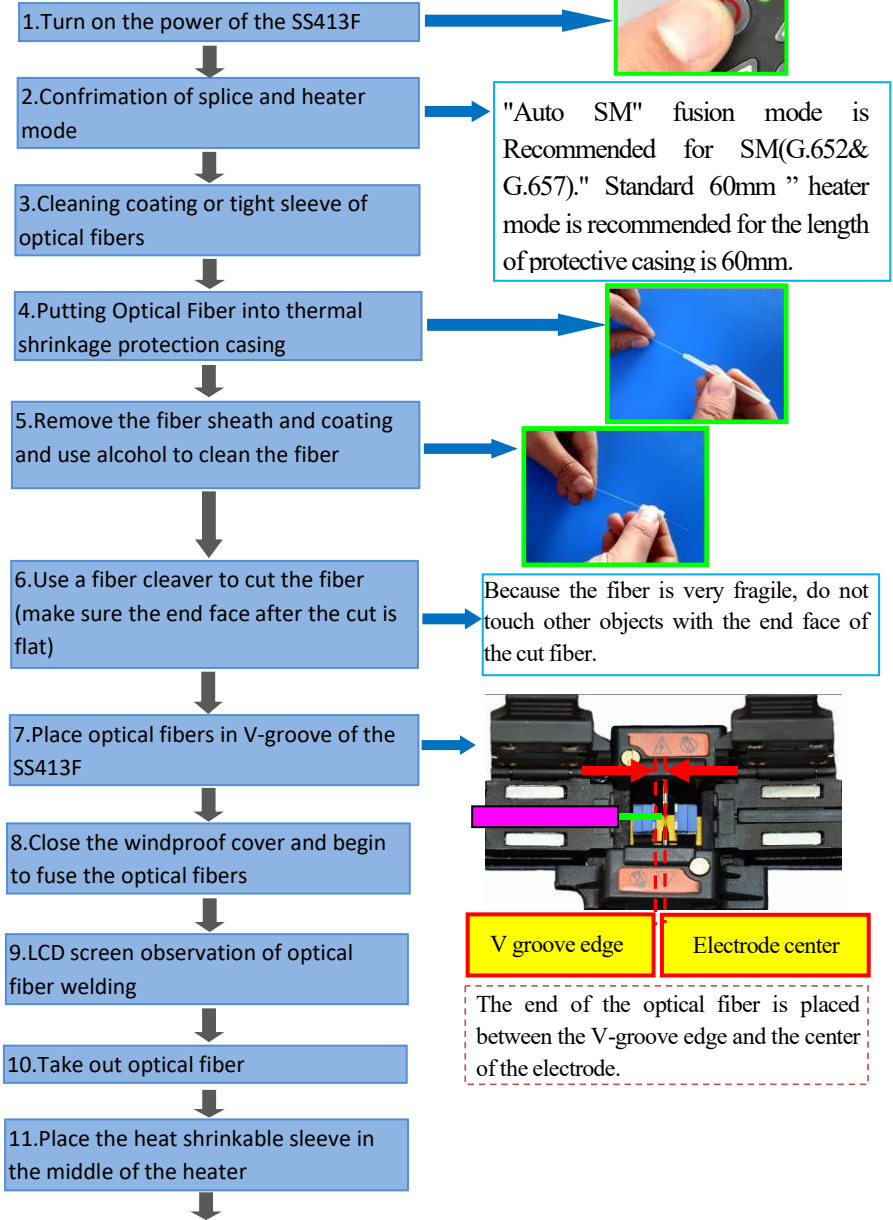 1.Turn on the power of the SS413F
2.Confrimation of splice and heater
mode
"Auto SM" fusion mode is
Recommended for SM(G.652&
G.657)." Standard 60mm ” heater
mode is recommended for the length
of protective casing is 60mm.
3.Cleaning coating or tight sleeve of
optical fibers
4.Putting Optical Fiber into thermal
shrinkage protection casing
5.Remove the fiber sheath and coating
and use alcohol to clean the fiber
6.Use a fiber cleaver to cut the fiber
(make sure the end face after the cut is
flat)
Because the fiber is very fragile, do not
touch other objects with the end face of
the cut fiber.
7.Place optical fibers in V-groove of the
SS413F
8.Close the windproof cover and begin
to fuse the optical fibers
V groove edge
Electrode center
9.LCD screen observation of optical
fiber welding
The end of the optical fiber is placed
between the V-groove edge and the center
of the electrode.
10.Take out optical fiber
11.Place the heat shrinkable sleeve in
the middle of the heater